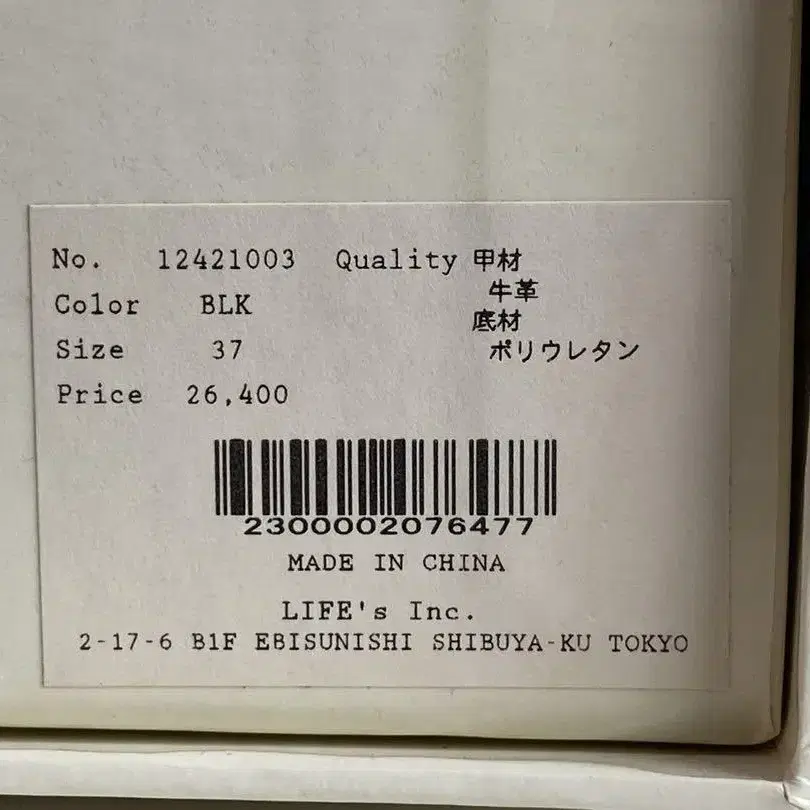 No. 12421003 Quality 甲材
牛革
Color BLK
底材
Size 37
ポリウレタン
Price 26,400
2300002076477
MADE IN CHINA
LIFE's Inc.
2-17-6 B1F EBISUNISHI SHIBUYA-KU TOKYO